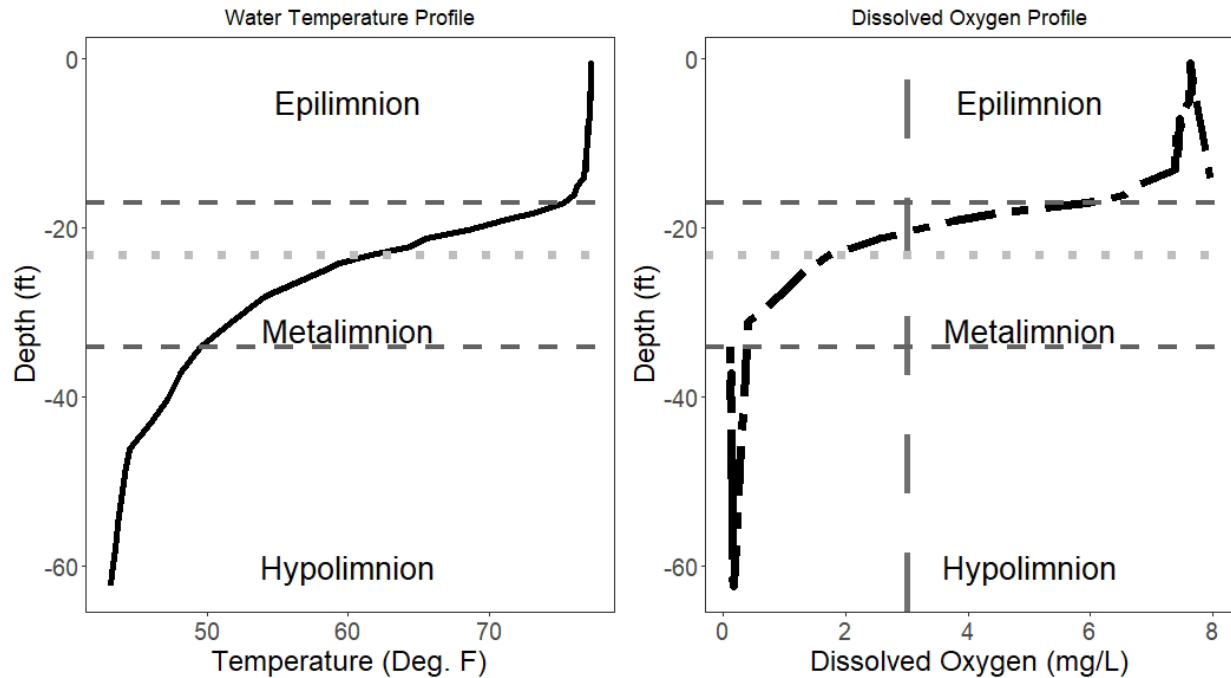 Water Temperature Profile
Dissolved Oxygen Profile
0
-20
-40
-60
Depth (ft)
Epilimnion
Metalimnion
Hypolimnion
50
60
70
Temperature (Deg. F)
0
-20
-40
-60
Depth (ft)
Epilimnion
Metalimnion
Hypolimnion
0
2
4
6
8
Dissolved Oxygen (mg/L)